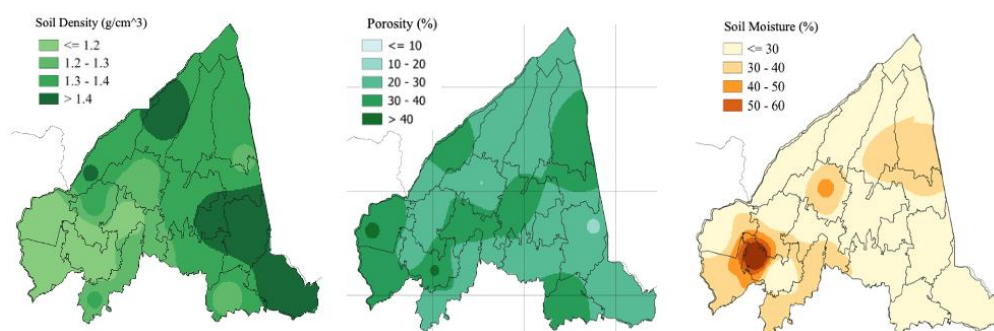 Soil Density (g/cm^3)
<= 1.2
1.2 - 1.3
1.3 - 1.4
> 1.4
Porosity (%)
<= 10
10 - 20
20 - 30
30 - 40
> 40
Soil Moisture (%)
<= 30
30 - 40
40 - 50
50 - 60